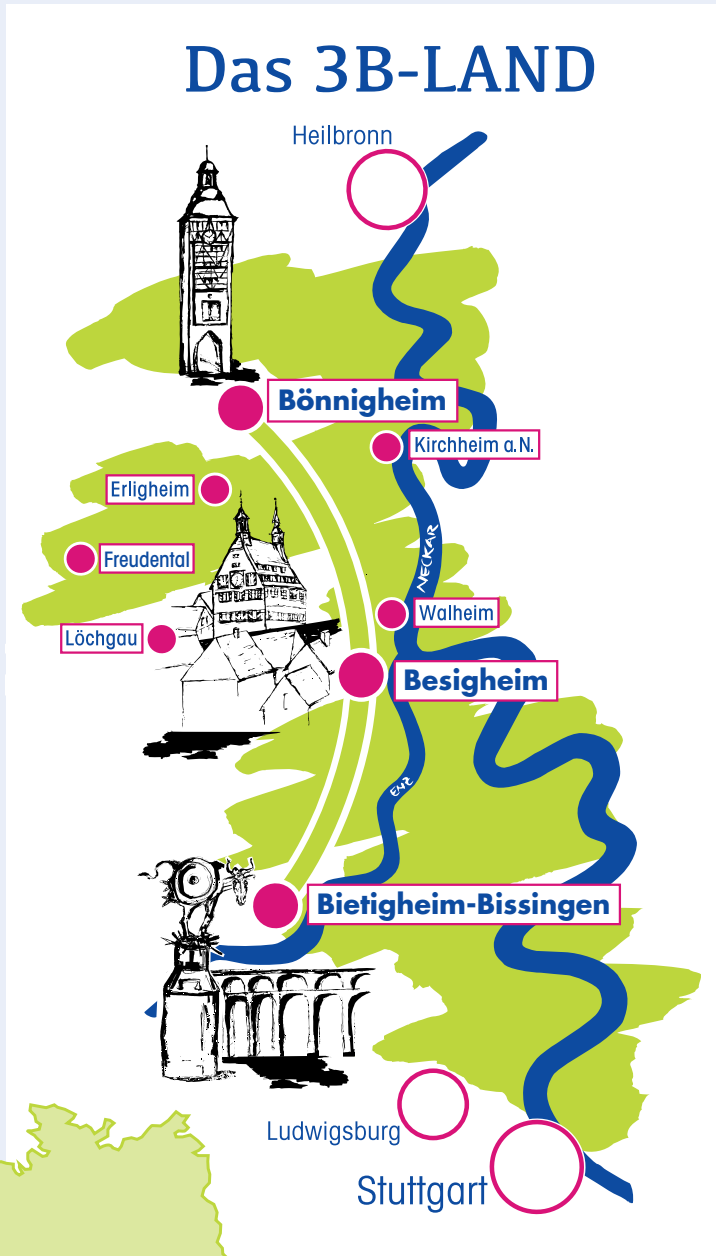 Das 3B-LAND
Heilbronn
Bönnigheim
Kirchheim a.N.
Erligheim
NECKAR
Freudental
Walheim
Löchgau
Besigheim
ENZ
Bietigheim-Bissingen
Ludwigsburg
Stuttgart